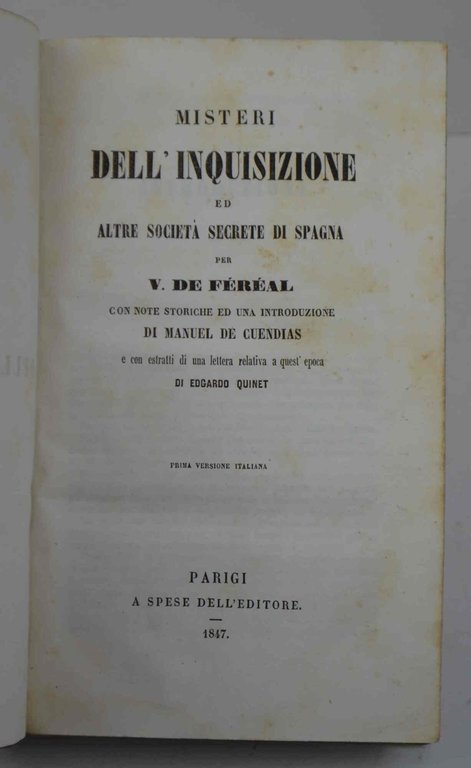 MISTERI
DELL'INQUISIZIONE
ED
ALTRE SOCIETÀ SECRETE DI SPAGNA
PER
V. DE FÉRÉAL
CON NOTE STORICHE ED UNA INTRODUZIONE
DI MANUEL DE CUENDIAS
e con estratti di una lettera relativa a quest' epoca
DI EDGARDO QUINET
PRIMA VERSIONE ITALIANA
PARIGI
A SPESE DELL'EDITORE.
1847.